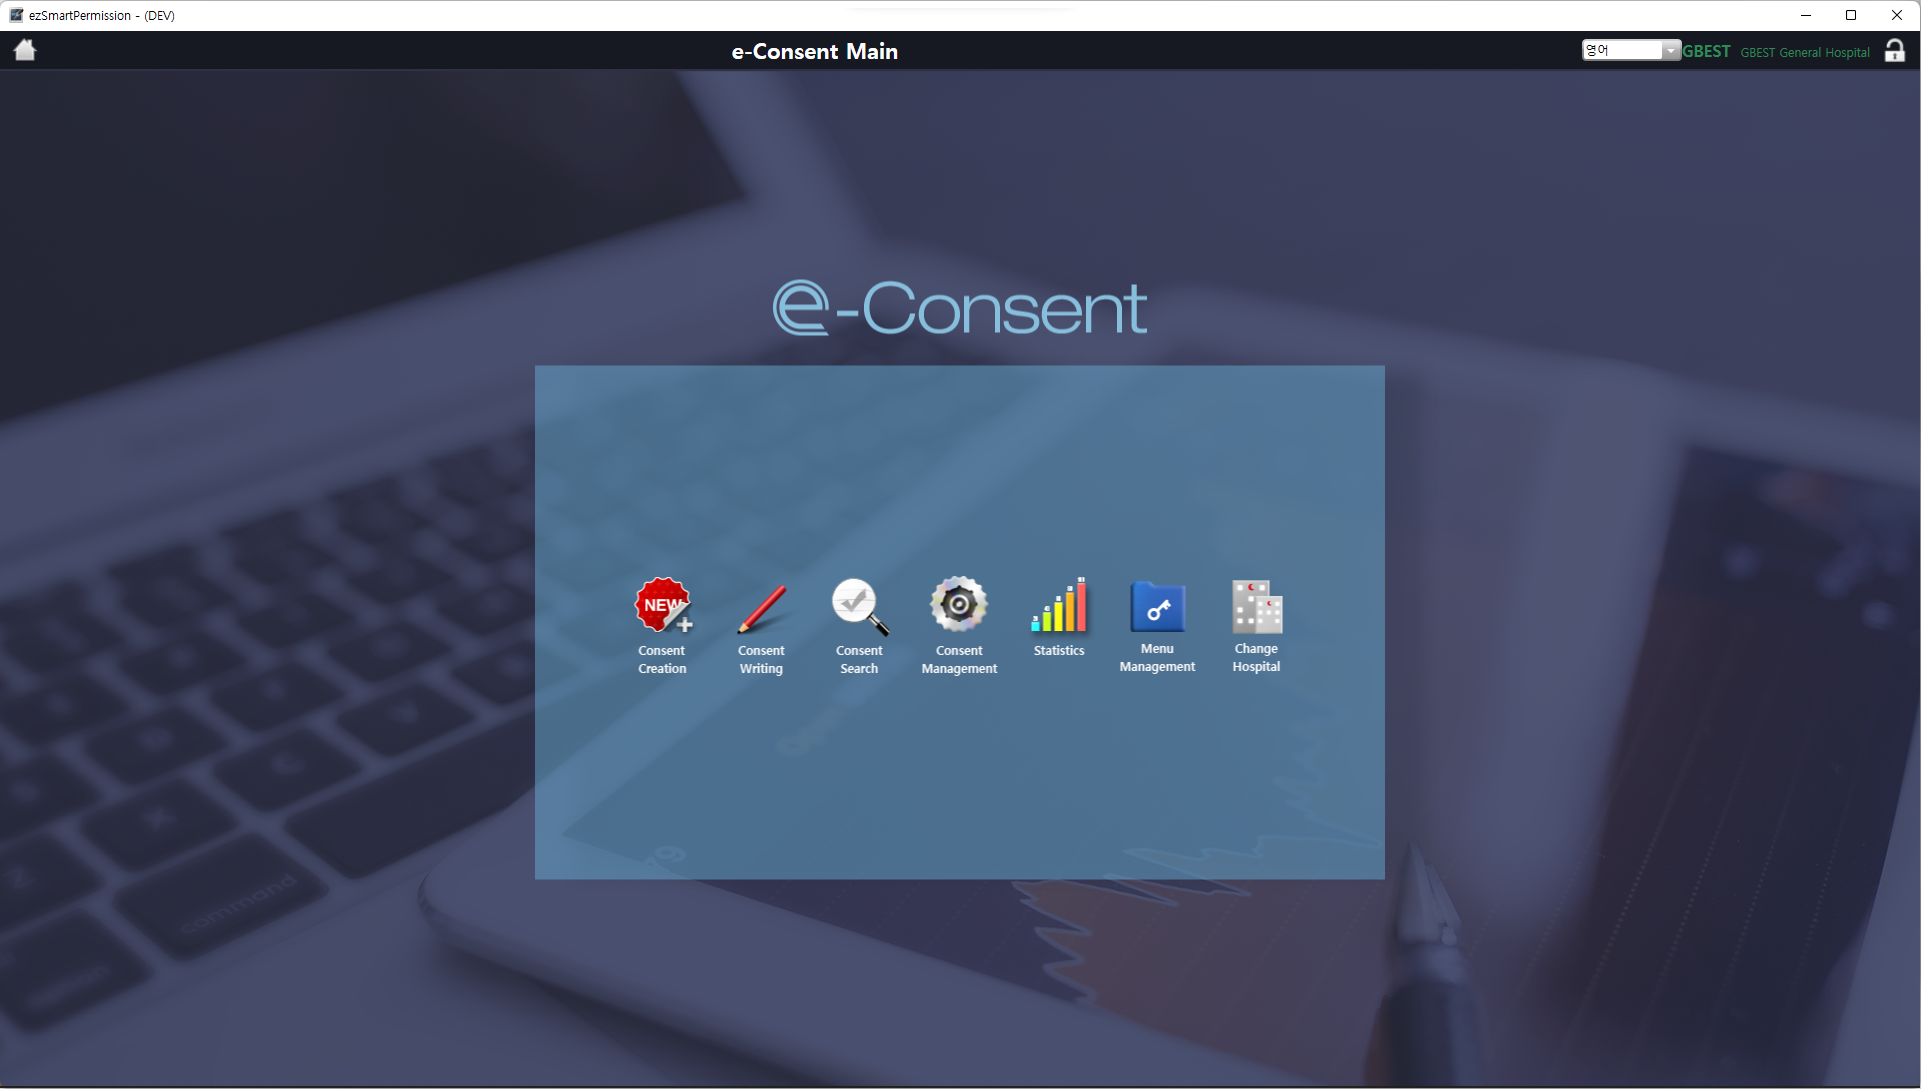 ezSmartPermission - (DEV)
e-Consent Main
영어
GBEST GBEST General Hospital
e-Consent
NEW
Consent
Creation
Consent
Writing
Consent
Search
Consent
Management
Statistics
Menu
Management
Change
Hospital
command